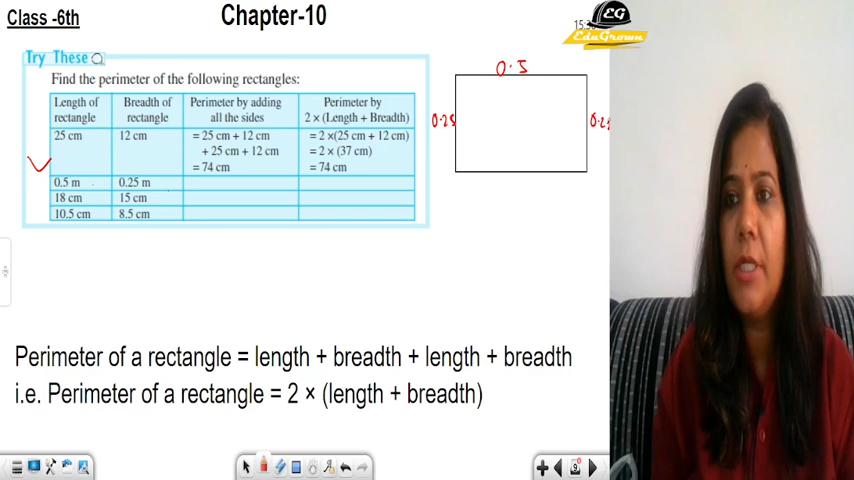 Class -6th
Chapter-10
EG
EduGrown
Try These
Find the perimeter of the following rectangles:
Length of rectangle
Breadth of rectangle
Perimeter by adding all the sides
Perimeter by 2 × (Length + Breadth)
25 cm
12 cm
= 25 cm + 12 cm
+ 25 cm + 12 cm
= 74 cm
= 2 ×(25 cm + 12 cm)
= 2 × (37 cm)
= 74 cm
0.5 m
0.25 m
18 cm
15 cm
10.5 cm
8.5 cm
0.5
0.25
Perimeter of a rectangle = length + breadth + length + breadth
i.e. Perimeter of a rectangle = 2 × (length + breadth)
9